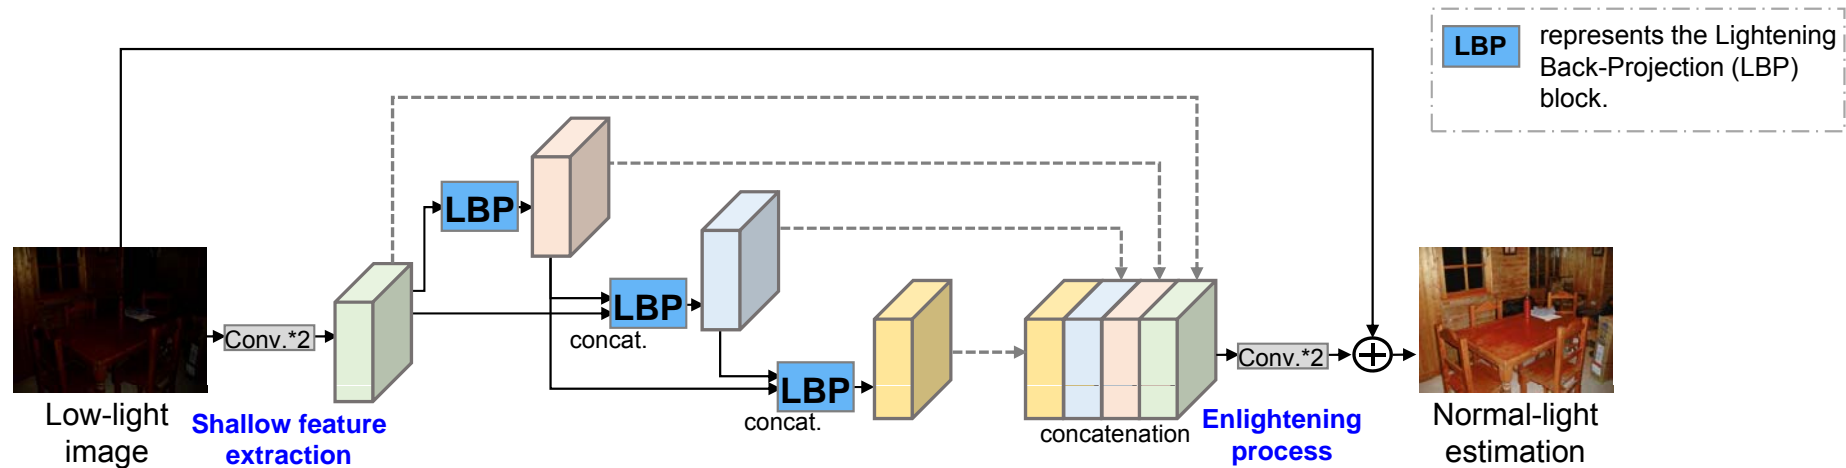 LBP
represents the Lightening
Back-Projection (LBP)
block.
LBP
LBP
concat.
LBP
concat.
Conv.*2
Conv.*2
concatenation
Low-light
image
Shallow feature
extraction
Enlightening
process
Normal-light
estimation